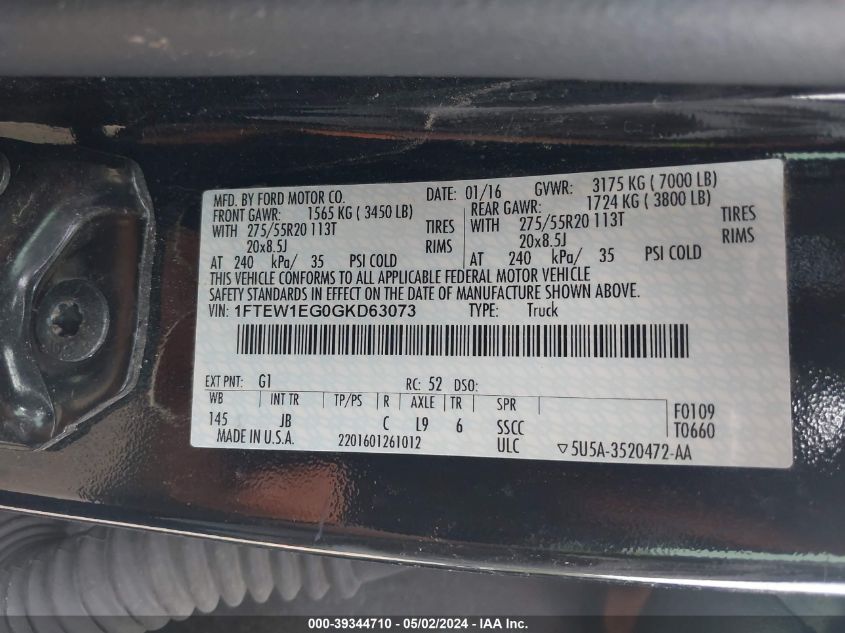 MFD. BY FORD MOTOR CO. DATE: 01/16 GVWR: 3175 KG ( 7000 LB)
FRONT GAWR: 1565 KG ( 3450 LB) REAR GAWR: 1724 KG ( 3800 LB)
WITH 275/55R20 113T TIRES WITH 275/55R20 113T TIRES
20x8.5J RIMS 20x8.5J RIMS
AT 240 kPa/ 35 PSI COLD AT 240 kPa/ 35 PSI COLD
THIS VEHICLE CONFORMS TO ALL APPLICABLE FEDERAL MOTOR VEHICLE
SAFETY STANDARDS IN EFFECT ON THE DATE OF MANUFACTURE SHOWN ABOVE.
VIN: 1FTEW1EG0GKD63073 TYPE: Truck
EXT PNT: G1 RC: 52 DSO:
WB INT TR TP/PS R AXLE TR SPR F0109
145 JB C L9 6 SSCC T0660
MADE IN U.S.A. 2201601261012 ULC ▽5U5A-3520472-AA
000-39344710 - 05/02/2024 - IAA Inc.